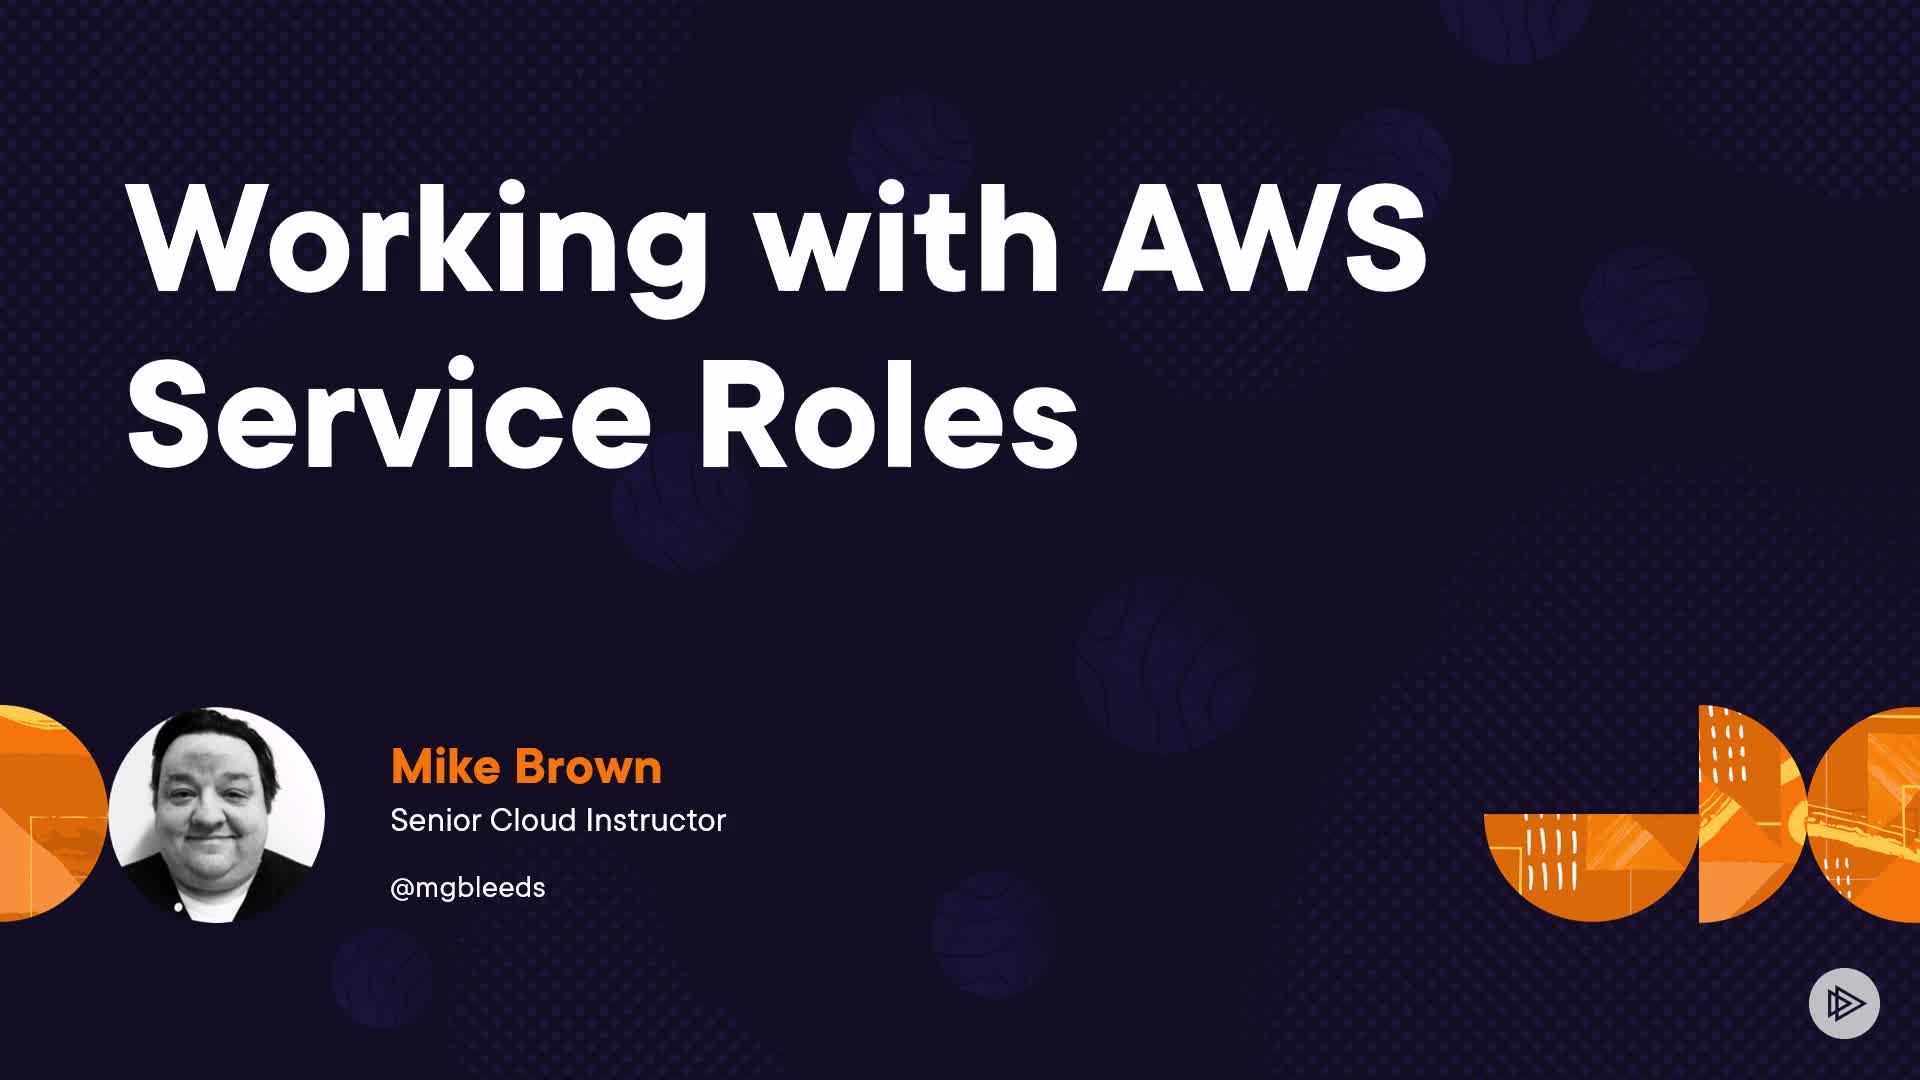 Working with AWS
Service Roles
Mike Brown
Senior Cloud Instructor
@mgbleeds